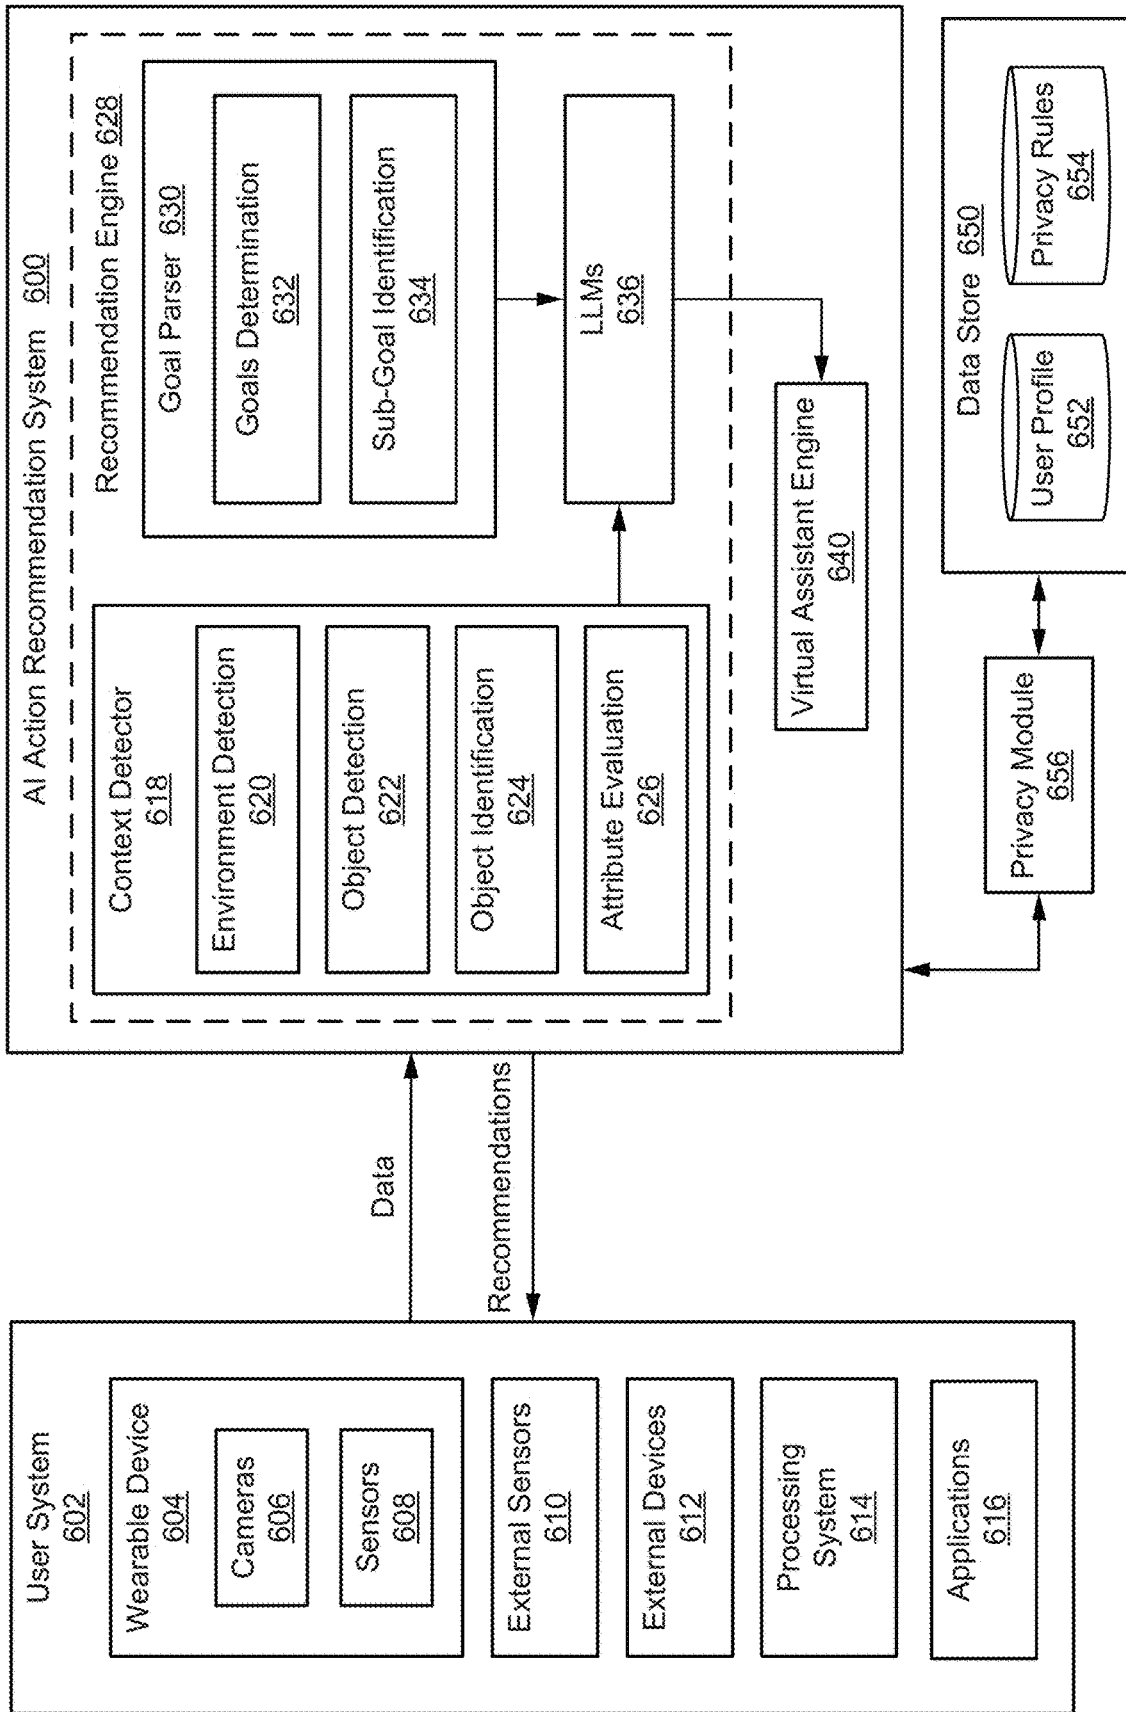 User System
602
Wearable Device
604
Cameras
606
Sensors
608
External Sensors
610
External Devices
612
Processing
System
614
Applications
616
Data
Recommendations
AI Action Recommendation System 600
Recommendation Engine 628
Context Detector
618
Environment Detection
620
Object Detection
622
Object Identification
624
Attribute Evaluation
626
Goal Parser 630
Goals Determination
632
Sub-Goal Identification
634
LLMs
636
Virtual Assistant Engine
640
Privacy Module
656
Data Store 650
User Profile
652
Privacy Rules
654